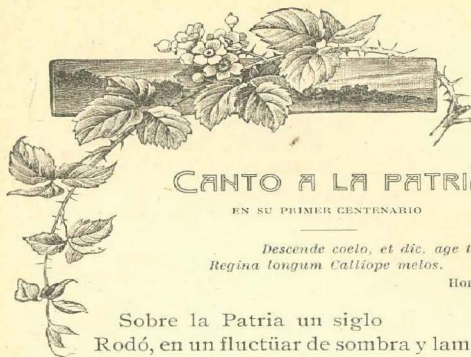 CANTO A LA PATRIA
EN SU PRIMER CENTENARIO
Descende coelo, et dic. age t
Regina longum Calliope melos.
Hor
Sobre la Patria un siglo
Rodó, en un fluctüar de sombra y lam